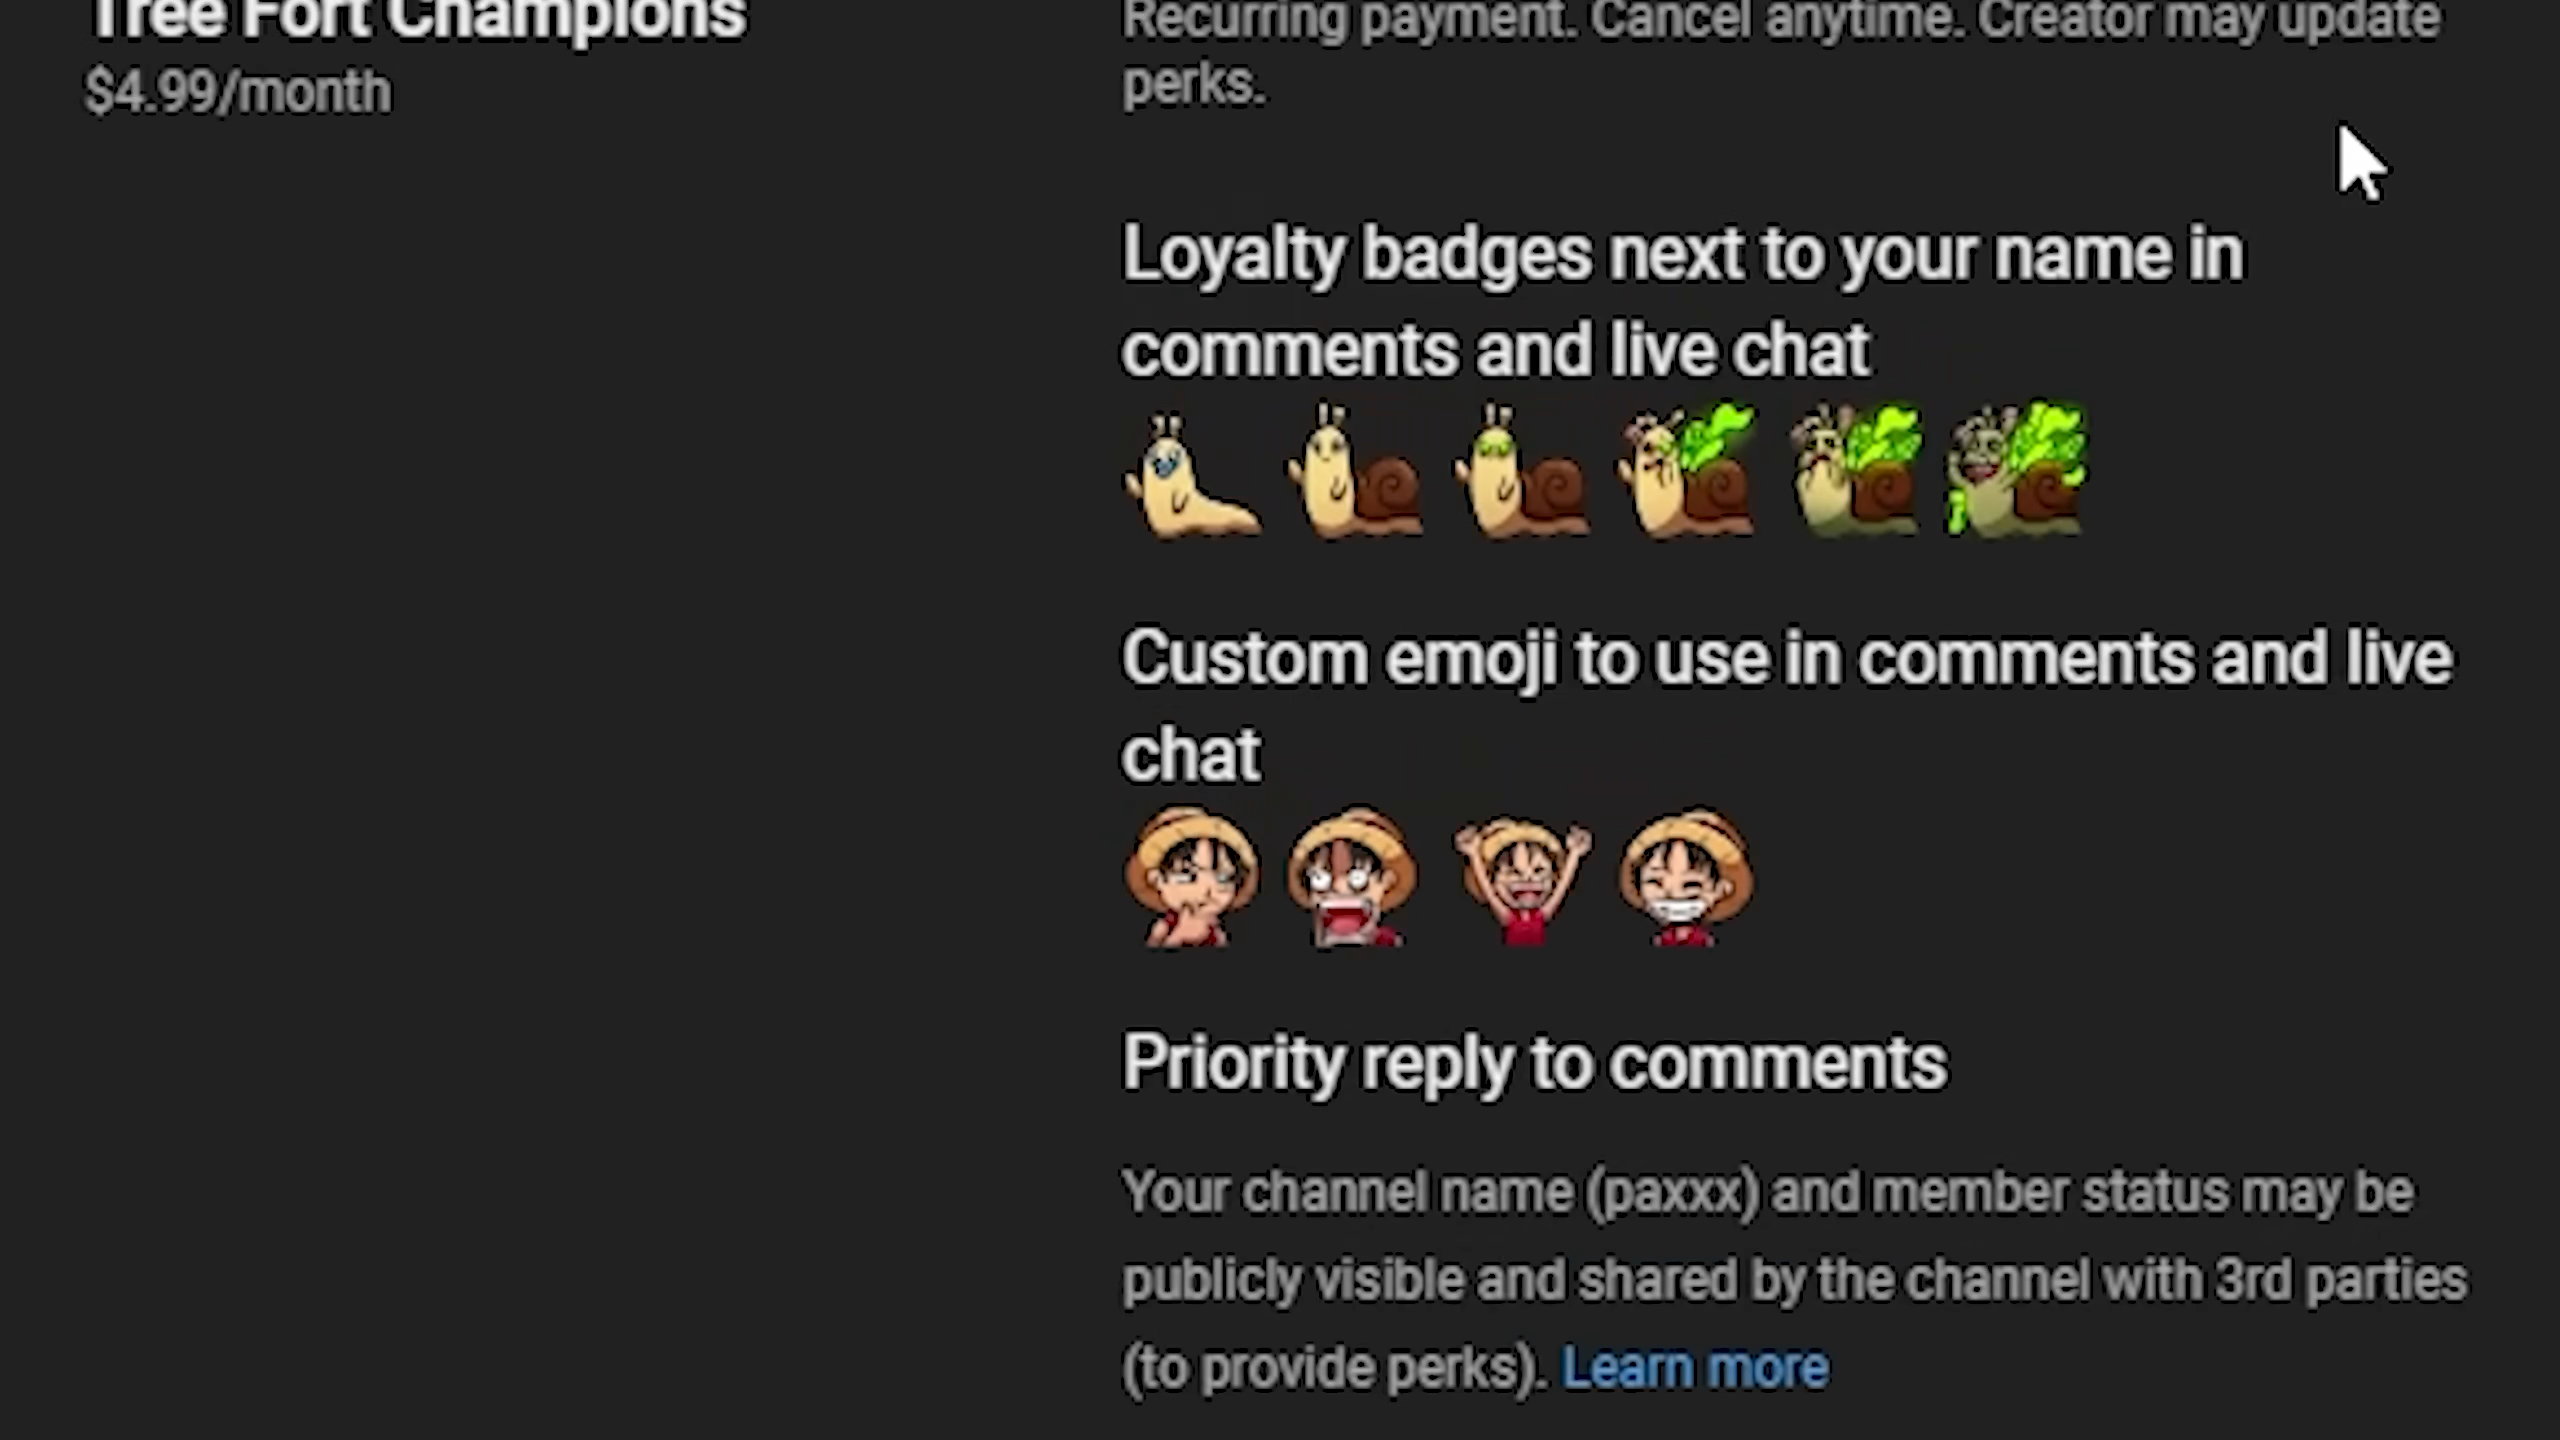 Tree Fort Champions
$4.99/month
Recurring payment. Cancel anytime. Creator may update
perks.
Loyalty badges next to your name in
comments and live chat
Custom emoji to use in comments and live
chat
Priority reply to comments
Your channel name (paxxx) and member status may be
publicly visible and shared by the channel with 3rd parties
(to provide perks). Learn more